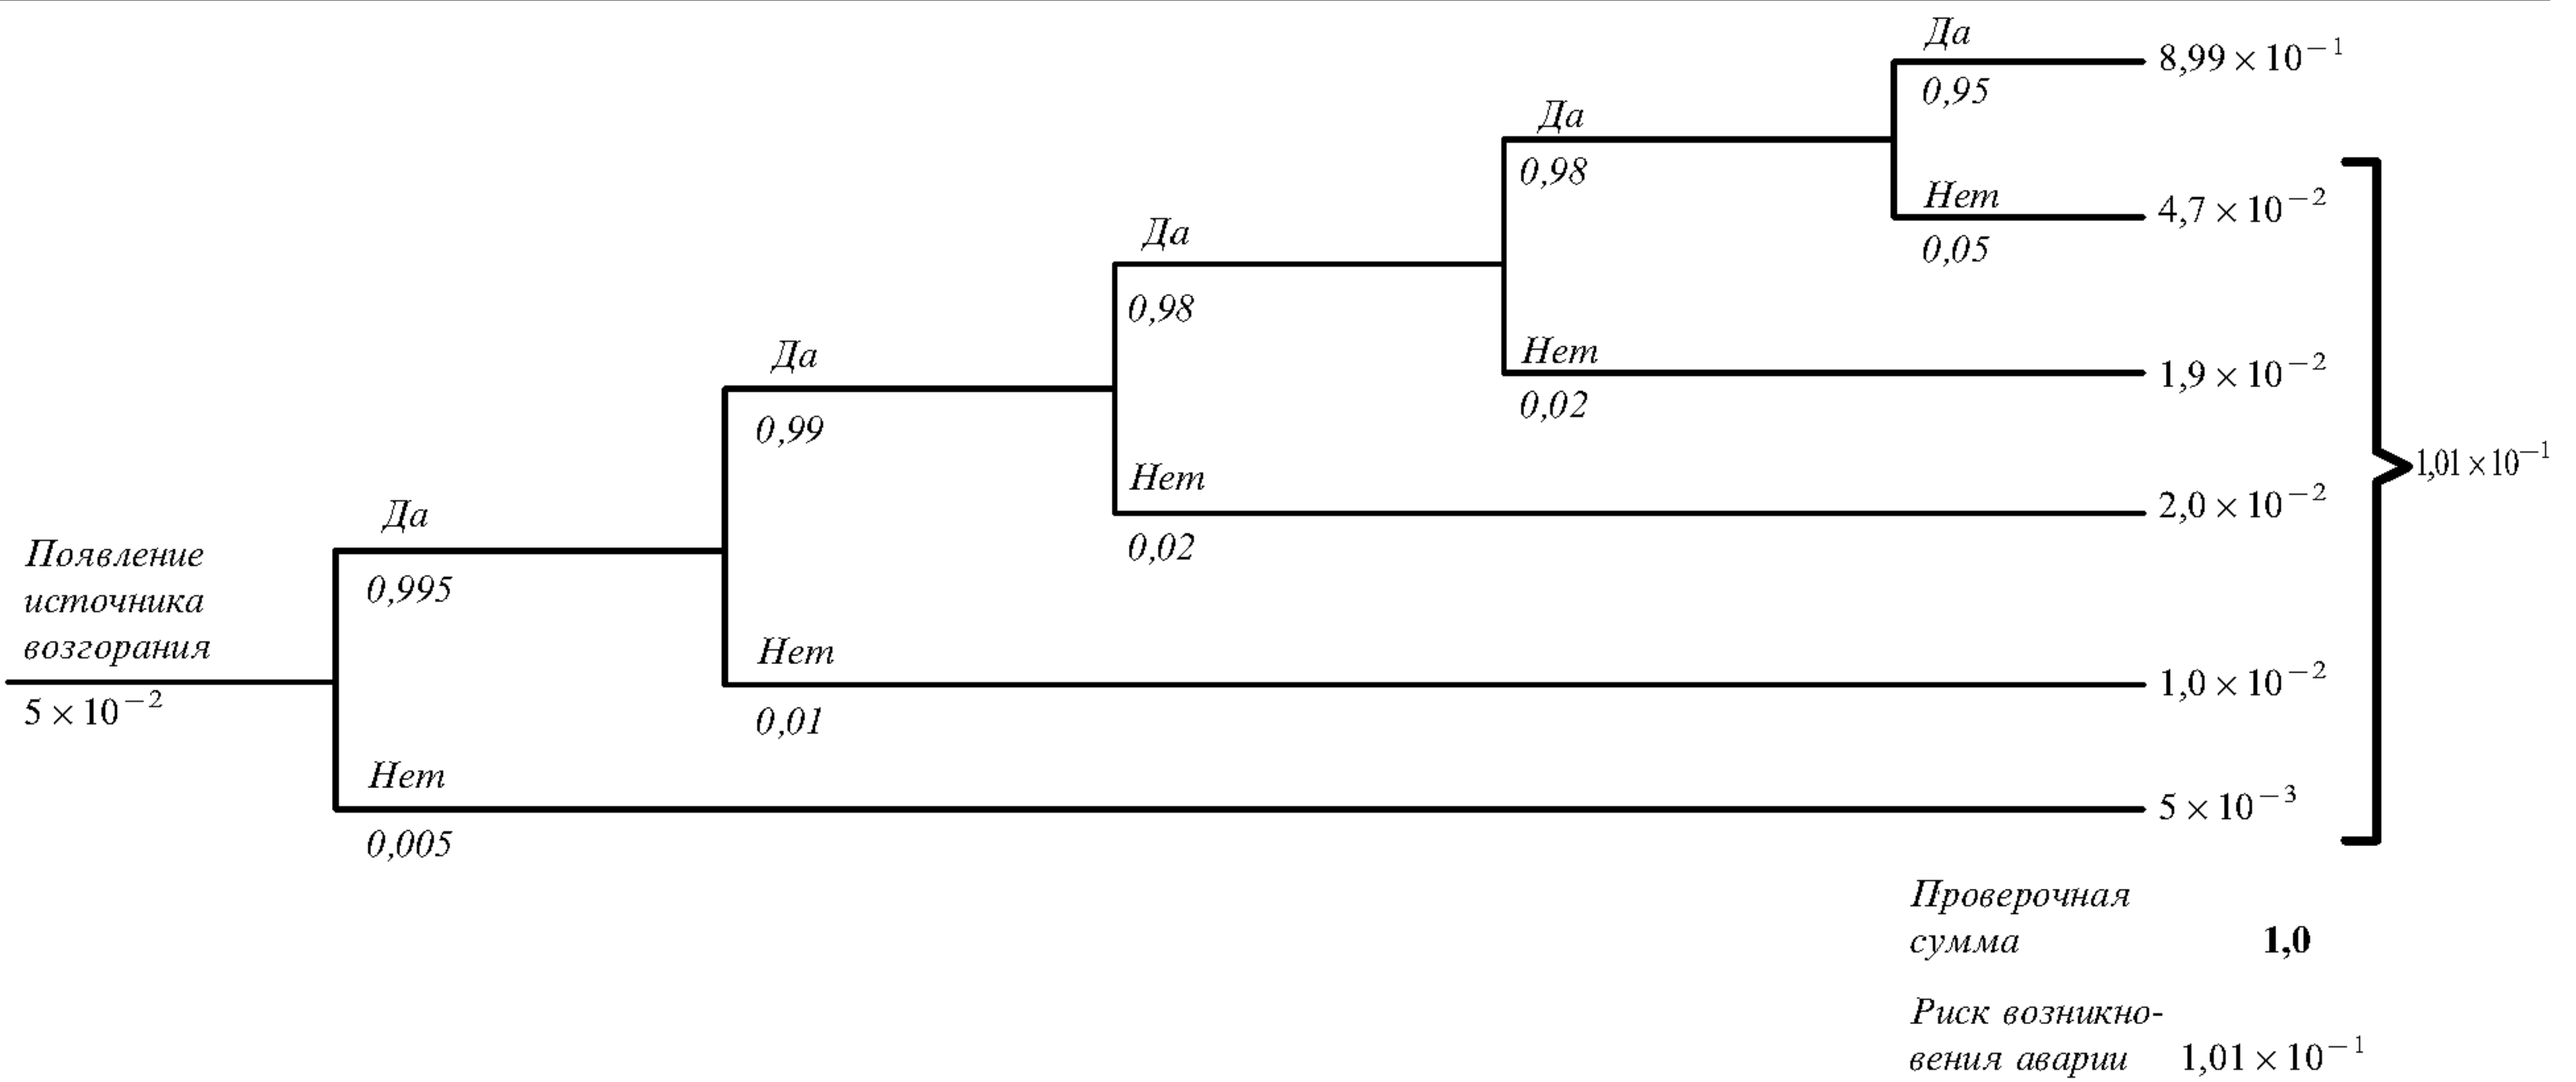 Да
8,99 × 10⁻¹
0,95
Да
0,98
Нет
4,7 × 10⁻²
0,05
Да
0,98
Нет
1,9 × 10⁻²
0,02
Да
0,99
1,01 × 10⁻¹
Нет
2,0 × 10⁻²
0,02
Да
0,995
Появление
источника
возгорания
5 × 10⁻²
Нет
1,0 × 10⁻²
0,01
Нет
5 × 10⁻³
0,005
Проверочная
сумма 1,0
Риск возникно-
вения аварии 1,01 × 10⁻¹